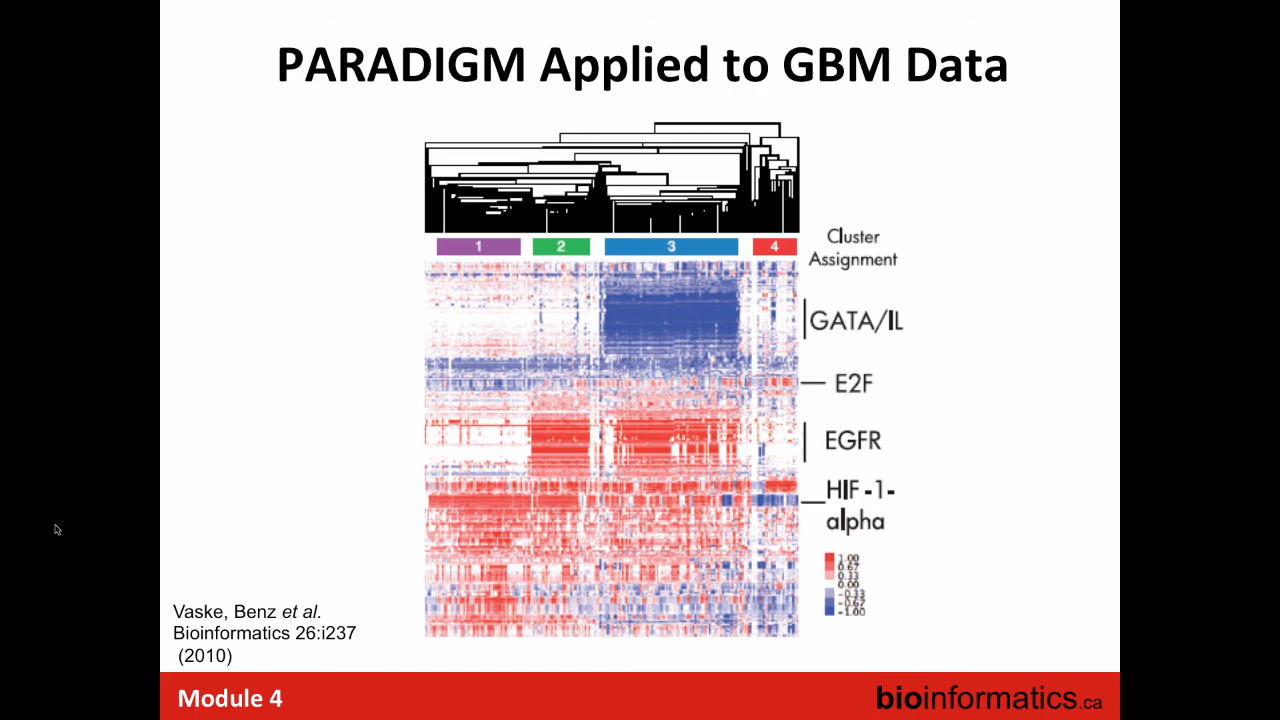 PARADIGM Applied to GBM Data
1 2 3 4
Cluster
Assignment
GATA/IL
E2F
EGFR
HIF-1-
alpha
1.00
0.67
0.33
0.00
-0.33
-0.67
-1.00
Vaske, Benz et al.
Bioinformatics 26:i237
(2010)
Module 4
bioinformatics.ca